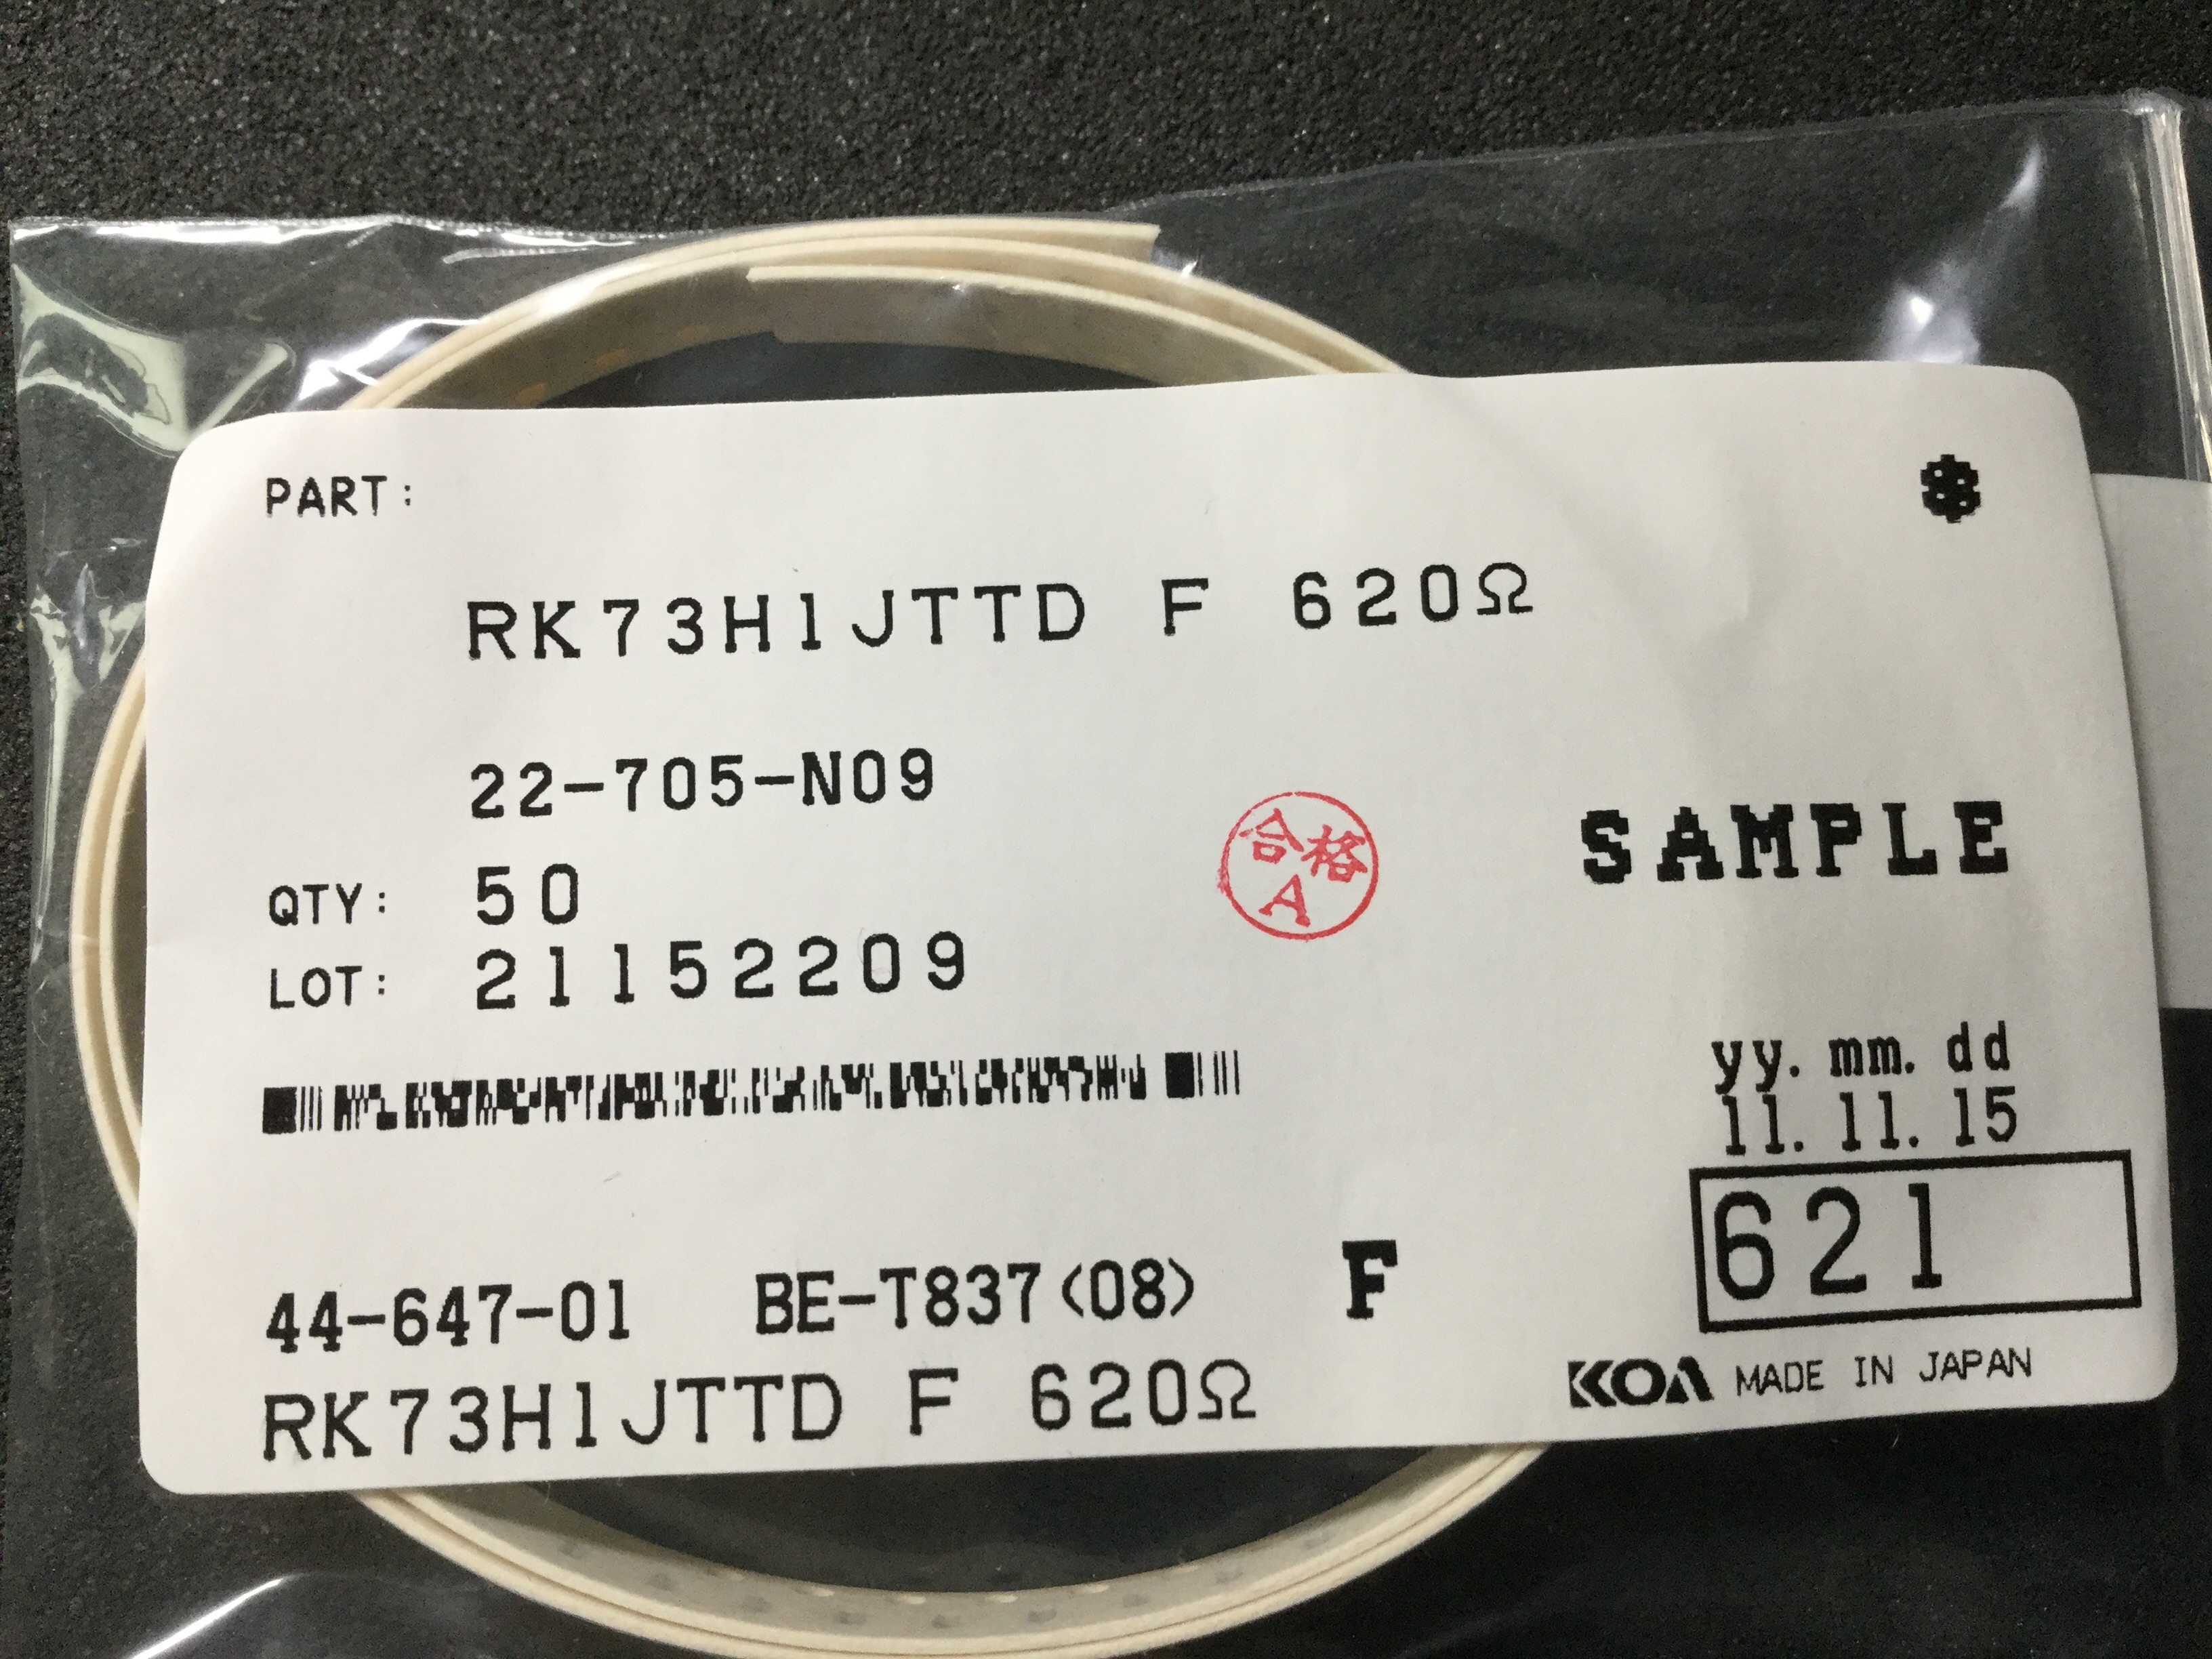 PART:
RK73H1JTTD F 620Ω
22-705-N09
QTY: 50
LOT: 21152209
合格
A
SAMPLE
yy. mm. dd
11. 11. 15
621
44-647-01 BE-T837<08> F
RK73H1JTTD F 620Ω
KOA MADE IN JAPAN